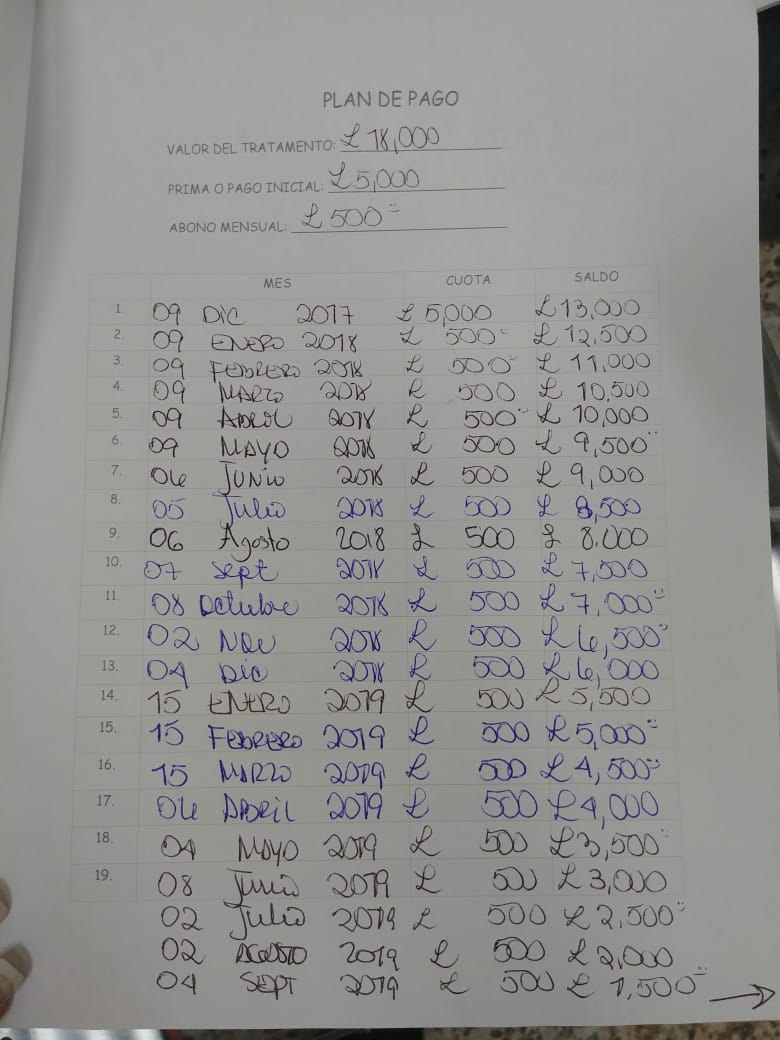 PLAN DE PAGO
VALOR DEL TRATAMENTO: £ 18,000
PRIMA O PAGO INICIAL: £5,000
ABONO MENSUAL: £ 500=
MES CUOTA SALDO
1. 09 DIC 2017 £ 5,000 £13,000
2. 09 ENERO 2018 £ 500= £ 12,500
3. 09 FEBRERO 2018 £ 500= £ 11,000
4. 09 MARZO 2018 £ 500 £ 10,500
5. 09 ABRIL 2018 £ 500= £ 10,000
6. 09 MAYO 2018 £ 500 £ 9,500=
7. 06 JUNIO 2018 £ 500 £ 9,000
8. 05 Julio 2018 £ 500 £ 8,500
9. 06 Agosto 2018 £ 500 £ 8.000
10. 07 Sept 2018 £ 500 £ 7,500
11. 08 Octubre 2018 £ 500 £ 7,000=
12. 02 Nov 2018 £ 500 £6,500=
13. 04 Dic 2018 £ 500 £6,000
14. 15 ENERO 2019 £ 500 £5,500
15. 15 FEBRERO 2019 £ 500 £5,000=
16. 15 MARZO 2019 £ 500 £4,500=
17. 06 ABRIL 2019 £ 500 £4,000
18. 04 MAYO 2019 £ 500 £3,500=
19. 08 Junio 2019 £ 500 £3,000
02 Julio 2019 £ 500 £2,500=
02 AGOSTO 2019 £ 500 £2,000
04 SEPT 2019 £ 500 £ 1,500= →